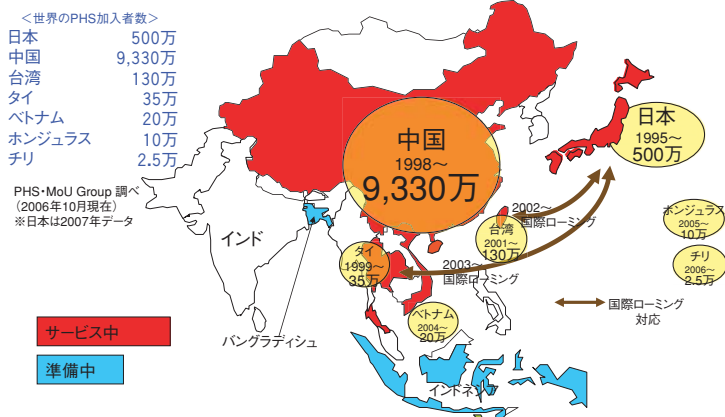 ＜世界のPHS加入者数＞
日本 500万
中国 9,330万
台湾 130万
タイ 35万
ベトナム 20万
ホンジュラス 10万
チリ 2.5万
PHS・MoU Group 調べ
（2006年10月現在）
※日本は2007年データ
中国
1998～
9,330万
日本
1995～
500万
2002～
国際ローミング
台湾
2001～
130万
ホンジュラス
2005～
10万
チリ
2006～
2.5万
インド
タイ
1999～
35万
2003～
国際ローミング
ベトナム
2004～
20万
国際ローミング
対応
サービス中
準備中
バングラディシュ
インドネシア